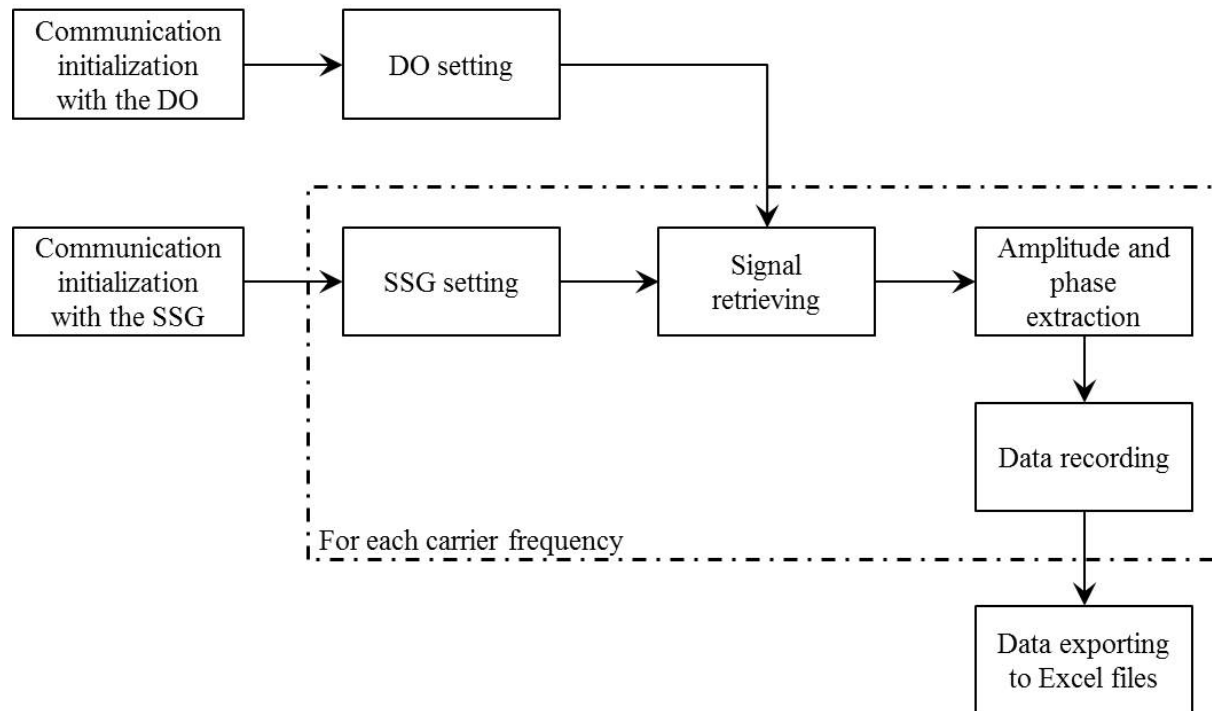 Communication
initialization
with the DO
DO setting
Communication
initialization
with the SSG
SSG setting
Signal
retrieving
Amplitude and
phase
extraction
Data recording
For each carrier frequency
Data exporting
to Excel files